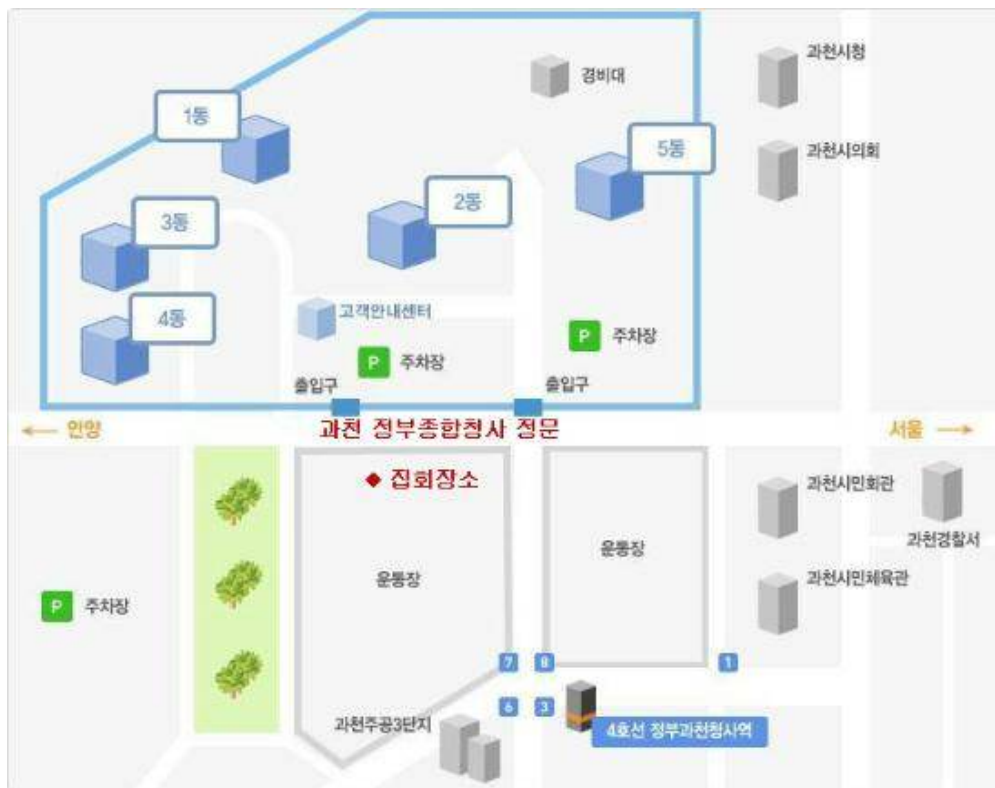 경비대
과천시청
1동
5동
과천시의회
2동
3동
4동
고객안내센터
P 주차장
P 주차장
출입구
출입구
← 안양
과천 정부종합청사 정문
서울 →
◆ 집회장소
과천시민회관
과천경찰서
운동장
운동장
과천시민체육관
P 주차장
7
8
1
6
3
과천주공3단지
4호선 정부과천청사역